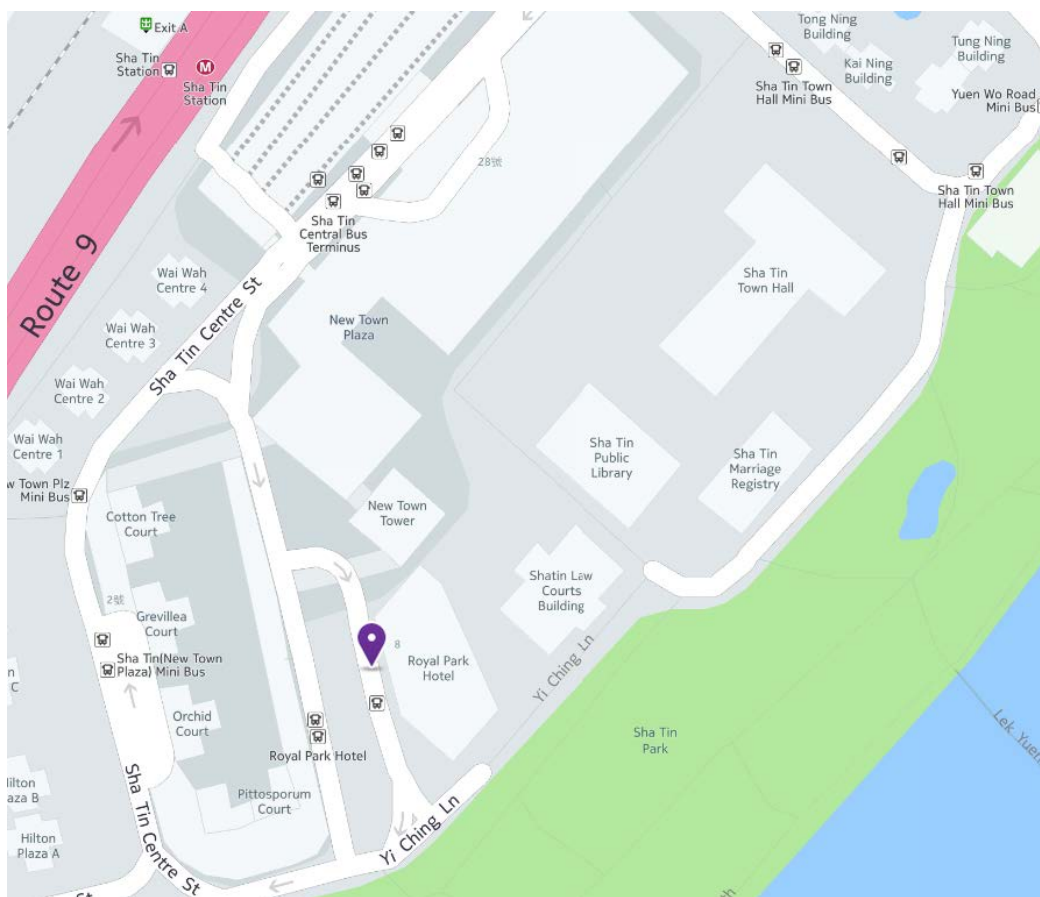 Exit A
Sha Tin
Station
Sha Tin
Station
Route 9
Tong Ning
Building
Kai Ning
Building
Tung Ning
Building
Sha Tin Town
Hall Mini Bus
Yuen Wo Road
Mini Bus
Sha Tin Town
Hall Mini Bus
28號
Sha Tin
Central Bus
Terminus
Wai Wah
Centre 4
Wai Wah
Centre 3
Wai Wah
Centre 2
Wai Wah
Centre 1
Sha Tin Centre St
New Town
Plaza
Sha Tin
Town Hall
Sha Tin
Public
Library
Sha Tin
Marriage
Registry
Town Plz
Mini Bus
Cotton Tree
Court
New Town
Tower
Shatin Law
Courts
Building
2號
Grevillea
Court
Sha Tin(New Town
Plaza) Mini Bus
8
Royal Park
Hotel
Yi Ching Ln
C
Orchid
Court
Royal Park Hotel
Sha Tin
Park
Lek Yuen
Pittosporum
Court
Plaza B
Hilton
Plaza A
Sha Tin Centre St
Yi Ching Ln
St